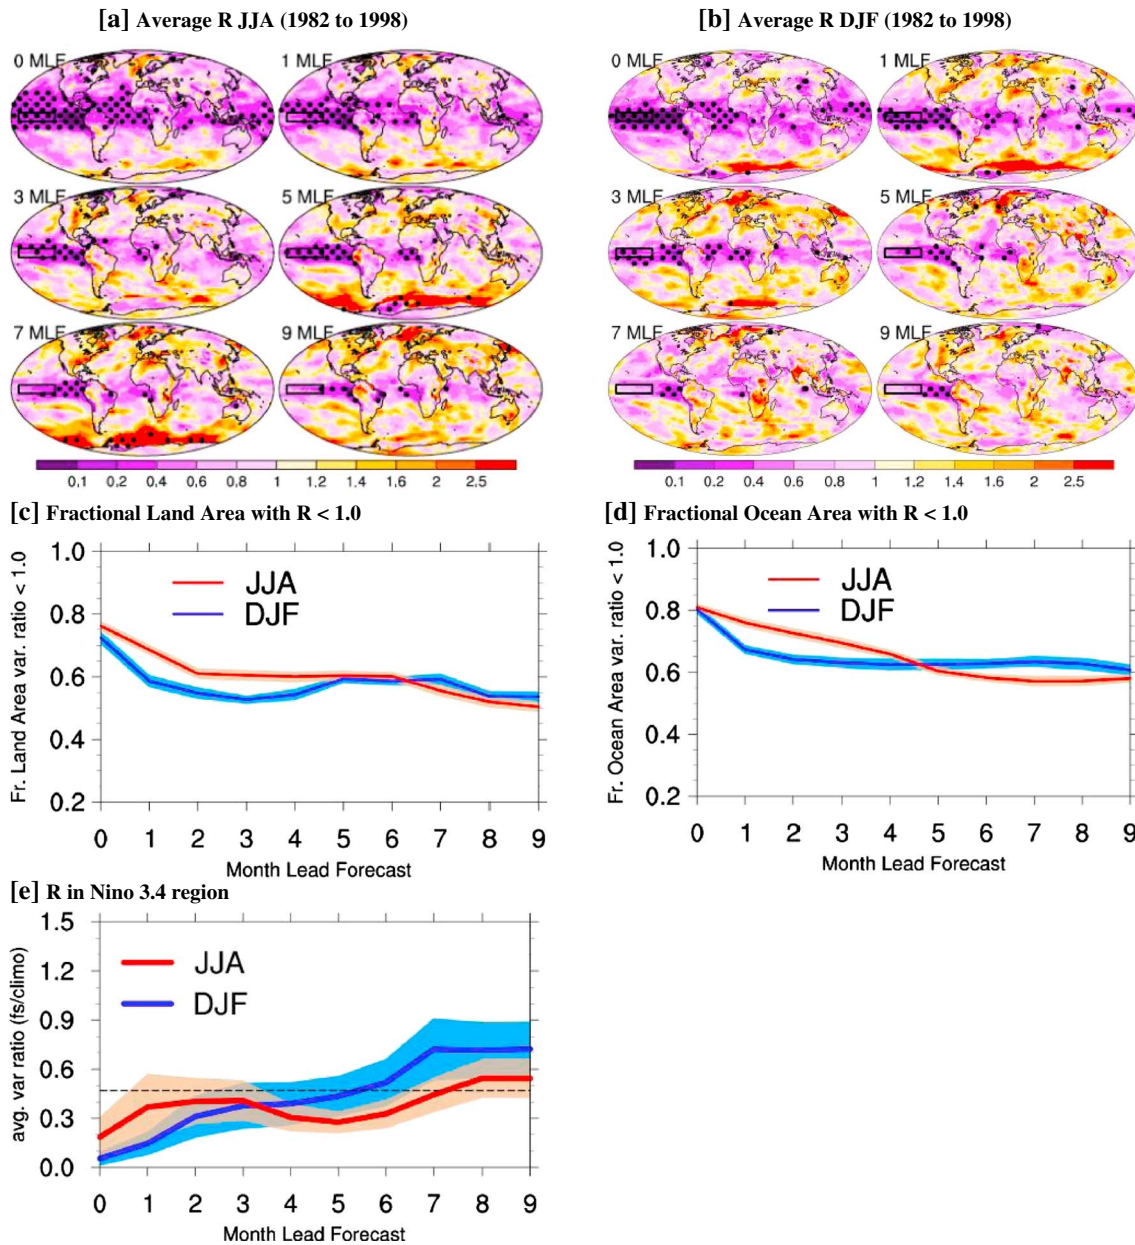 [a] Average R JJA (1982 to 1998)
[b] Average R DJF (1982 to 1998)
0 MLF
1 MLF
0 MLF
1 MLF
3 MLF
5 MLF
3 MLF
5 MLF
7 MLF
9 MLF
7 MLF
9 MLF
0.1 0.2 0.4 0.6 0.8 1 1.2 1.4 1.6 2 2.5
0.1 0.2 0.4 0.6 0.8 1 1.2 1.4 1.6 2 2.5
[c] Fractional Land Area with R < 1.0
[d] Fractional Ocean Area with R < 1.0
Fr. Land Area var. ratio < 1.0
1.0
0.8
0.6
0.4
0.2
JJA
DJF
0 1 2 3 4 5 6 7 8 9
Month Lead Forecast
Fr. Ocean Area var. ratio < 1.0
1.0
0.8
0.6
0.4
0.2
JJA
DJF
0 1 2 3 4 5 6 7 8 9
Month Lead Forecast
[e] R in Nino 3.4 region
avg. var ratio (fs/climo)
1.5
1.2
0.9
0.6
0.3
0.0
JJA
DJF
0 1 2 3 4 5 6 7 8 9
Month Lead Forecast